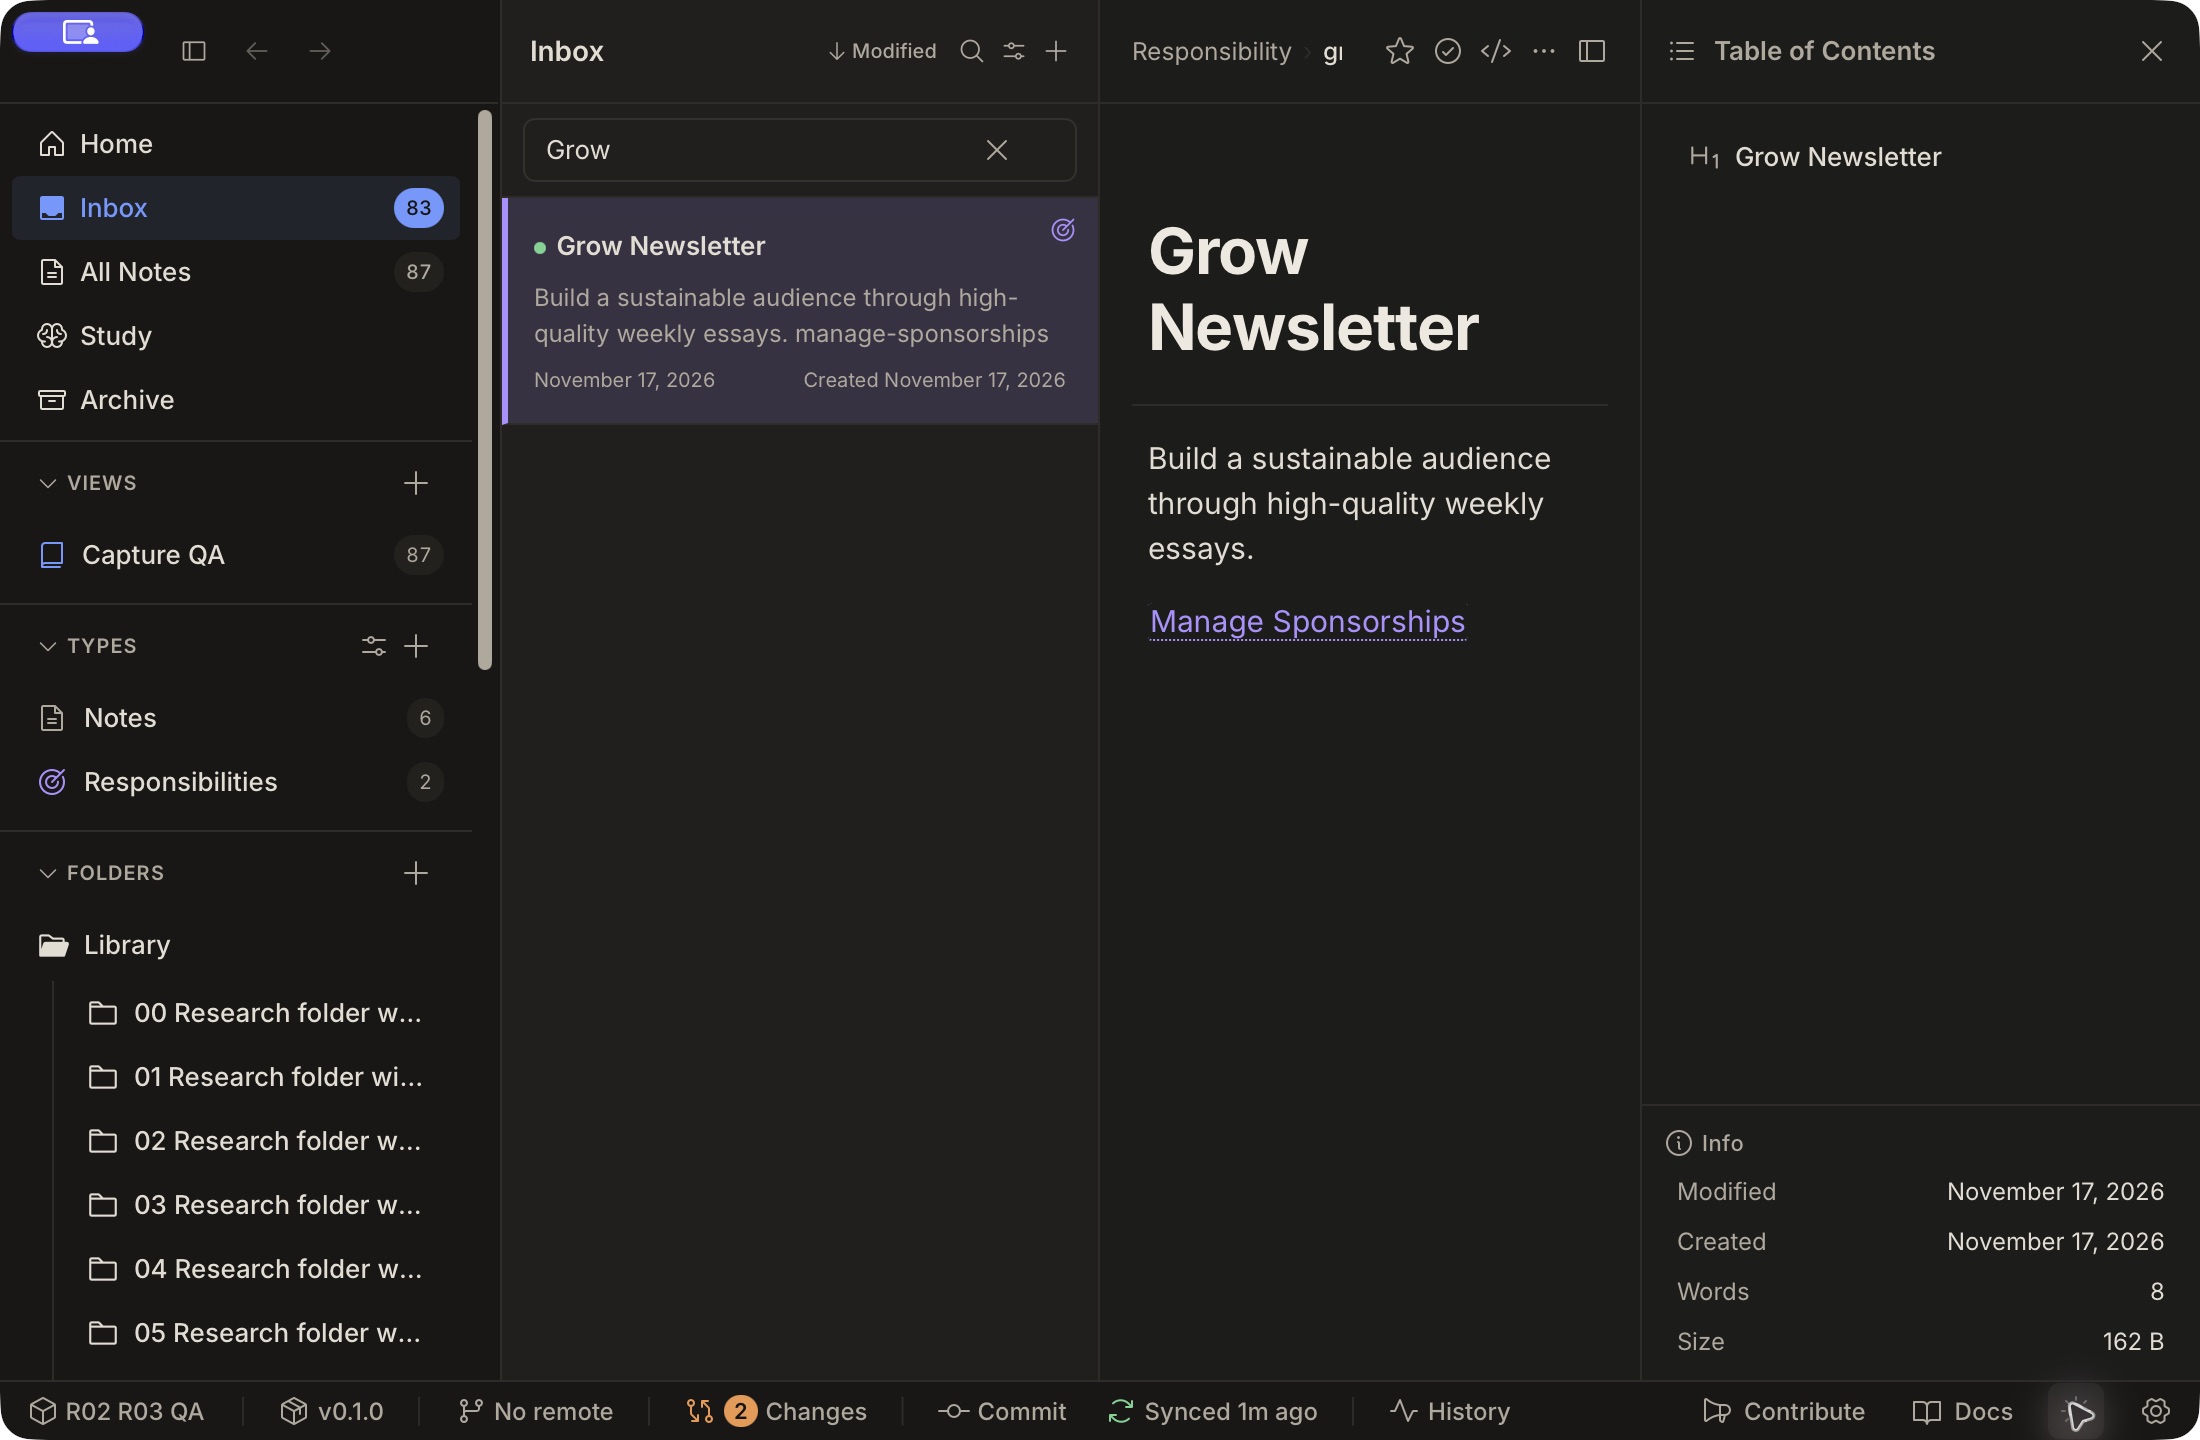 Home
Inbox 83
All Notes 87
Study
Archive
VIEWS
Capture QA 87
TYPES
Notes 6
Responsibilities 2
FOLDERS
Library
00 Research folder w...
01 Research folder wi...
02 Research folder w...
03 Research folder w...
04 Research folder w...
05 Research folder w...
Inbox
Modified
Grow
Grow Newsletter
Build a sustainable audience through high-
quality weekly essays. manage-sponsorships
November 17, 2026 Created November 17, 2026
Responsibility
Grow
Newsletter
Build a sustainable audience
through high-quality weekly
essays.
Manage Sponsorships
Table of Contents
H1 Grow Newsletter
Info
Modified November 17, 2026
Created November 17, 2026
Words 8
Size 162 B
R02 R03 QA v0.1.0 No remote 2 Changes Commit Synced 1m ago History Contribute Docs